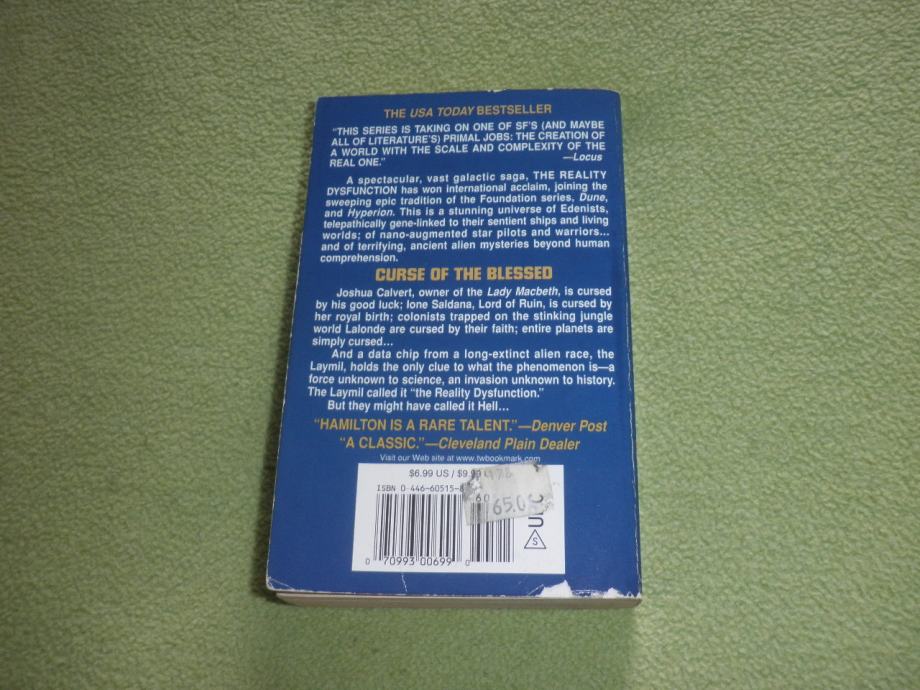 THE USA TODAY BESTSELLER
"THIS SERIES IS TAKING ON ONE OF SF'S (AND MAYBE
ALL OF LITERATURE'S) PRIMAL JOBS: THE CREATION OF
A WORLD WITH THE SCALE AND COMPLEXITY OF THE
REAL ONE." —Locus
A spectacular, vast galactic saga, THE REALITY
DYSFUNCTION has won international acclaim, joining the
sweeping epic tradition of the Foundation series, Dune,
and Hyperion. This is a stunning universe of Edenists,
telepathically gene-linked to their sentient ships and living
worlds; of nano-augmented star pilots and warriors...
and of terrifying, ancient alien mysteries beyond human
comprehension.
CURSE OF THE BLESSED
Joshua Calvert, owner of the Lady Macbeth, is cursed
by his good luck; Ione Saldana, Lord of Ruin, is cursed by
her royal birth; colonists trapped on the stinking jungle
world Lalonde are cursed by their faith; entire planets are
simply cursed...
And a data chip from a long-extinct alien race, the
Laymil, holds the only clue to what the phenomenon is—a
force unknown to science, an invasion unknown to history.
The Laymil called it "the Reality Dysfunction."
But they might have called it Hell...
"HAMILTON IS A RARE TALENT."—Denver Post
"A CLASSIC."—Cleveland Plain Dealer
Visit our Web site at www.twbookmark.com
$6.99 US / $9.99
ISBN 0-446-60515-8
65.0
S
0 70993 00699 0